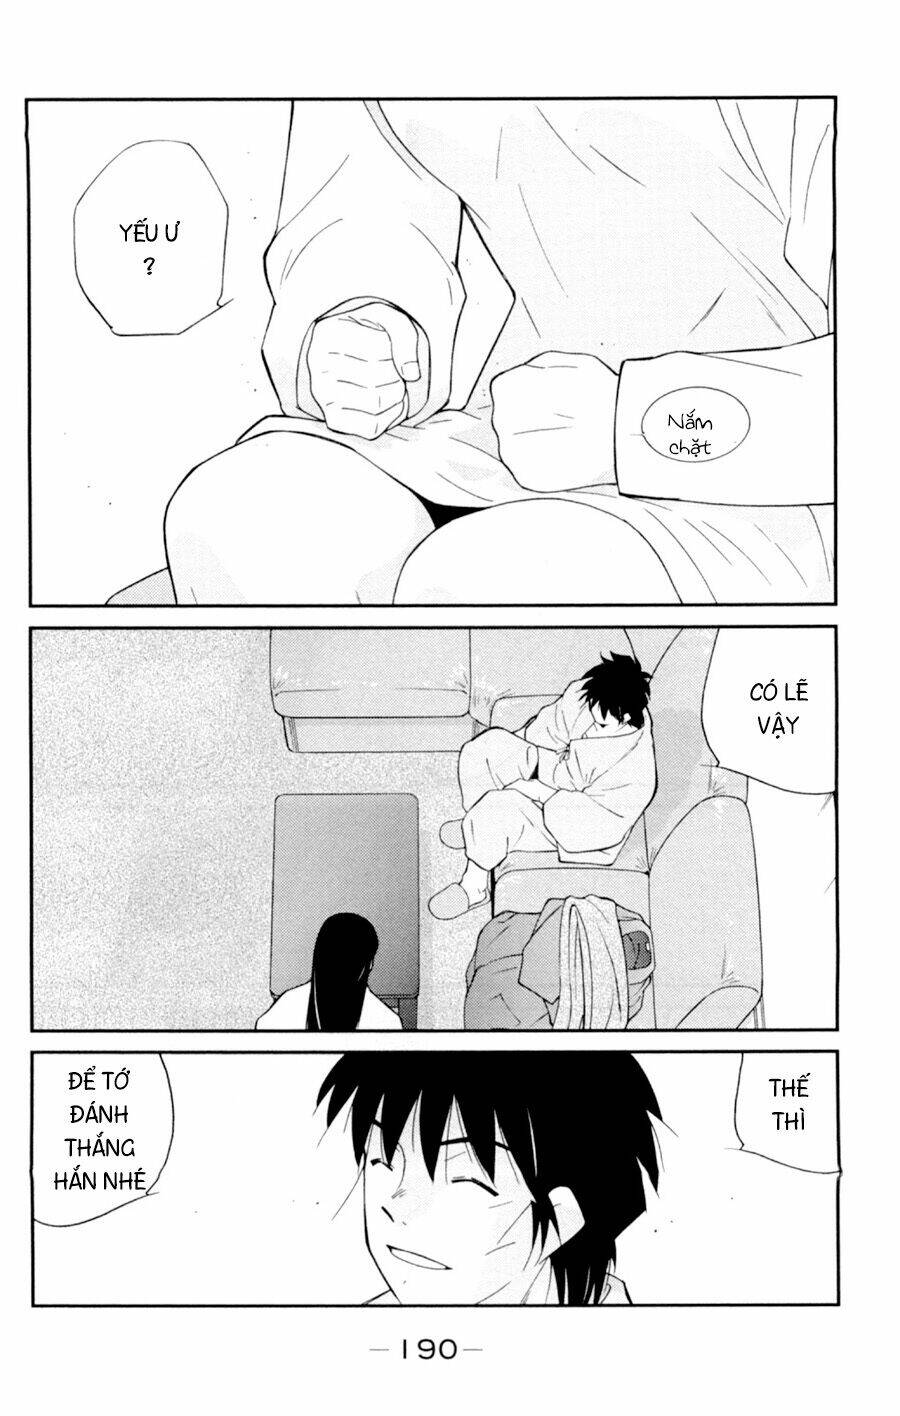 YẾU Ư
?
Nắm
chặt
CÓ LẼ
VẬY
THẾ
THÌ
ĐỂ TỚ
ĐÁNH
THẮNG
HẮN NHÉ
190